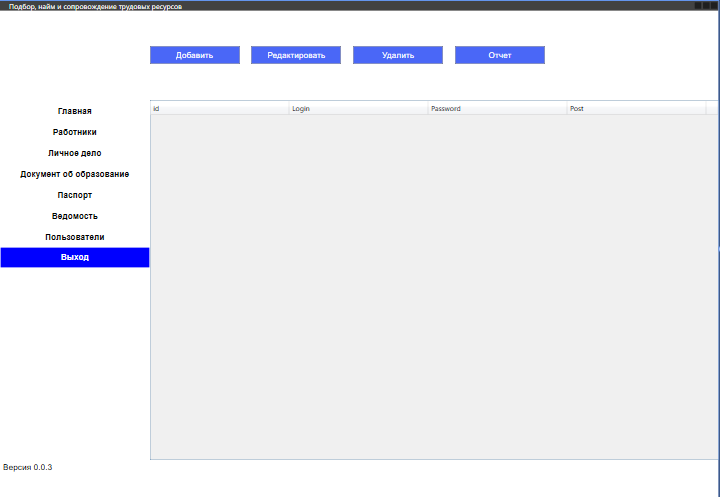 Подбор, найм и сопровождение трудовых ресурсов
Добавить Редактировать Удалить Отчет
id Login Password Post
Главная
Работники
Личное дело
Документ об образование
Паспорт
Ведомость
Пользователи
Выход
Версия 0.0.3